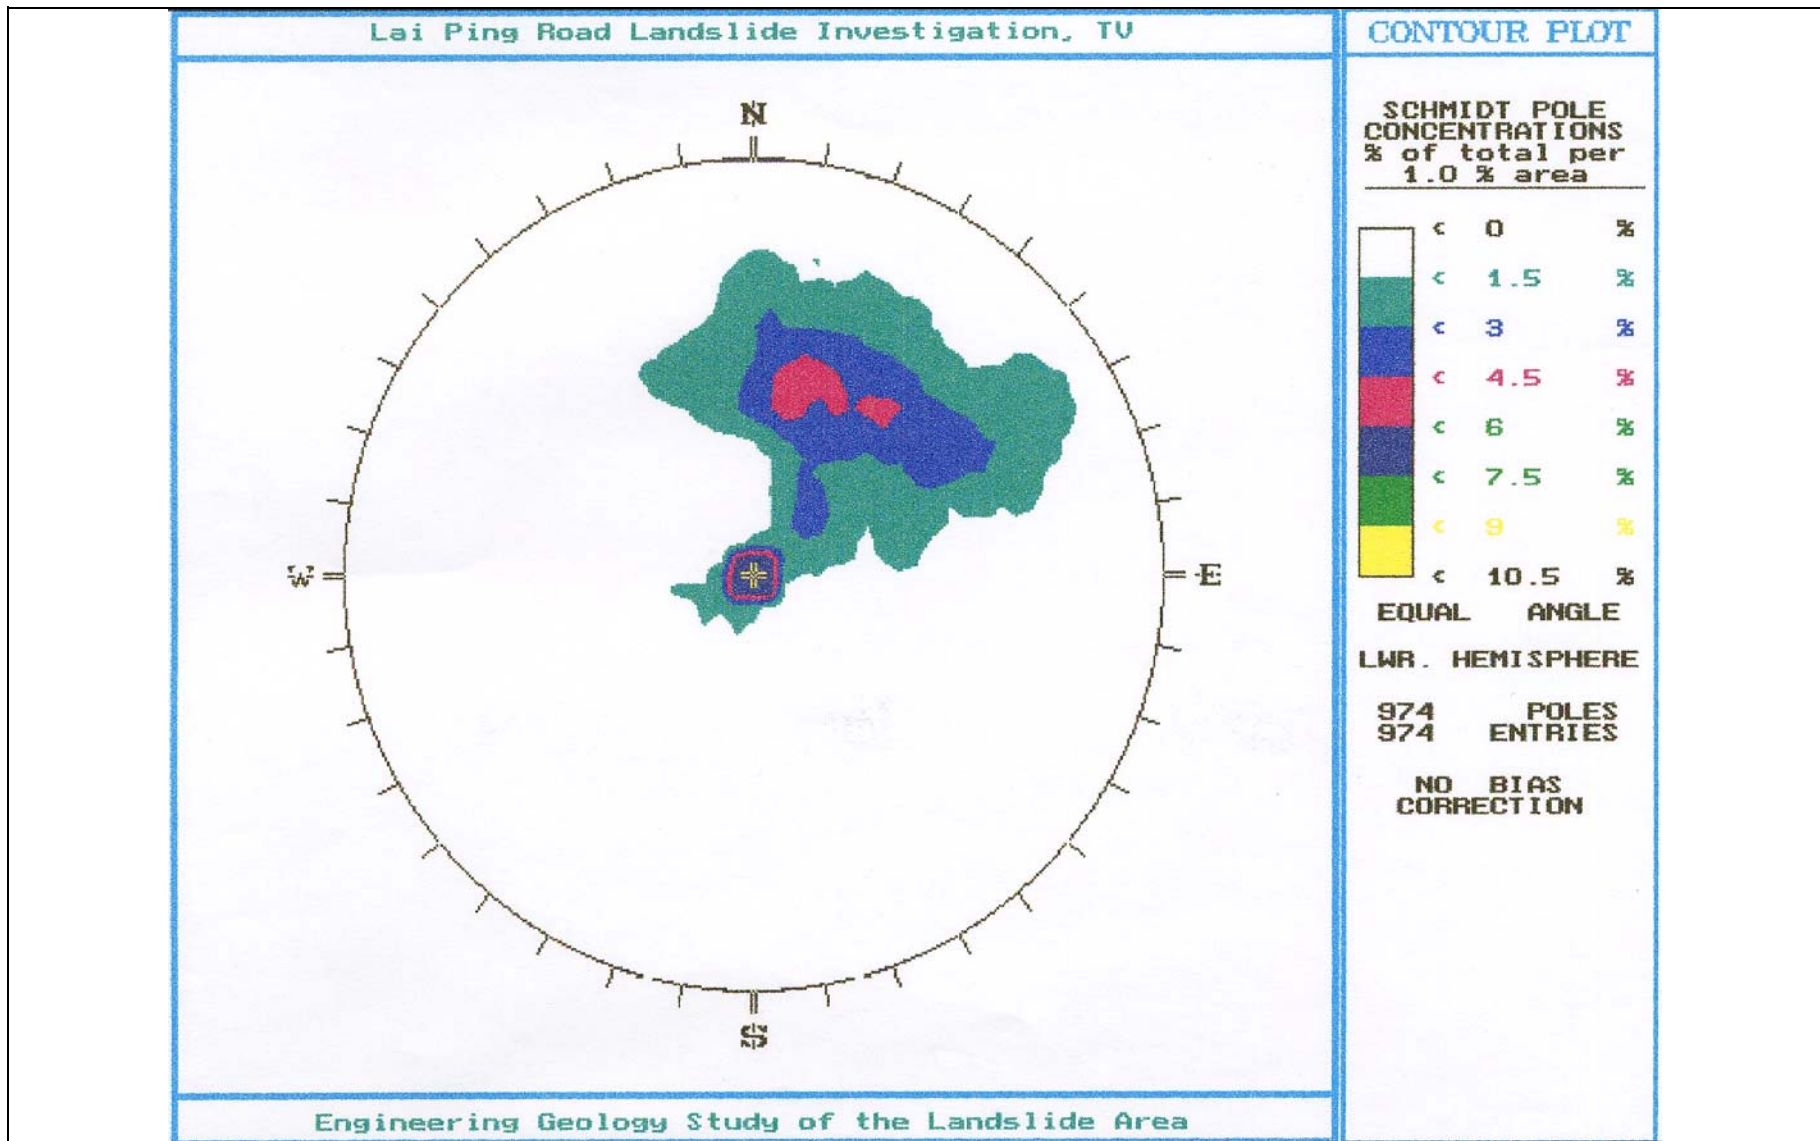 Lai Ping Road Landslide Investigation, TV
CONTOUR PLOT
SCHMIDT POLE
CONCENTRATIONS
% of total per
1.0 % area
< 0 %
< 1.5 %
< 3 %
< 4.5 %
< 6 %
< 7.5 %
< 9 %
< 10.5 %
EQUAL ANGLE
LWR. HEMISPHERE
974 POLES
974 ENTRIES
NO BIAS
CORRECTION
N
W
E
S
Engineering Geology Study of the Landslide Area